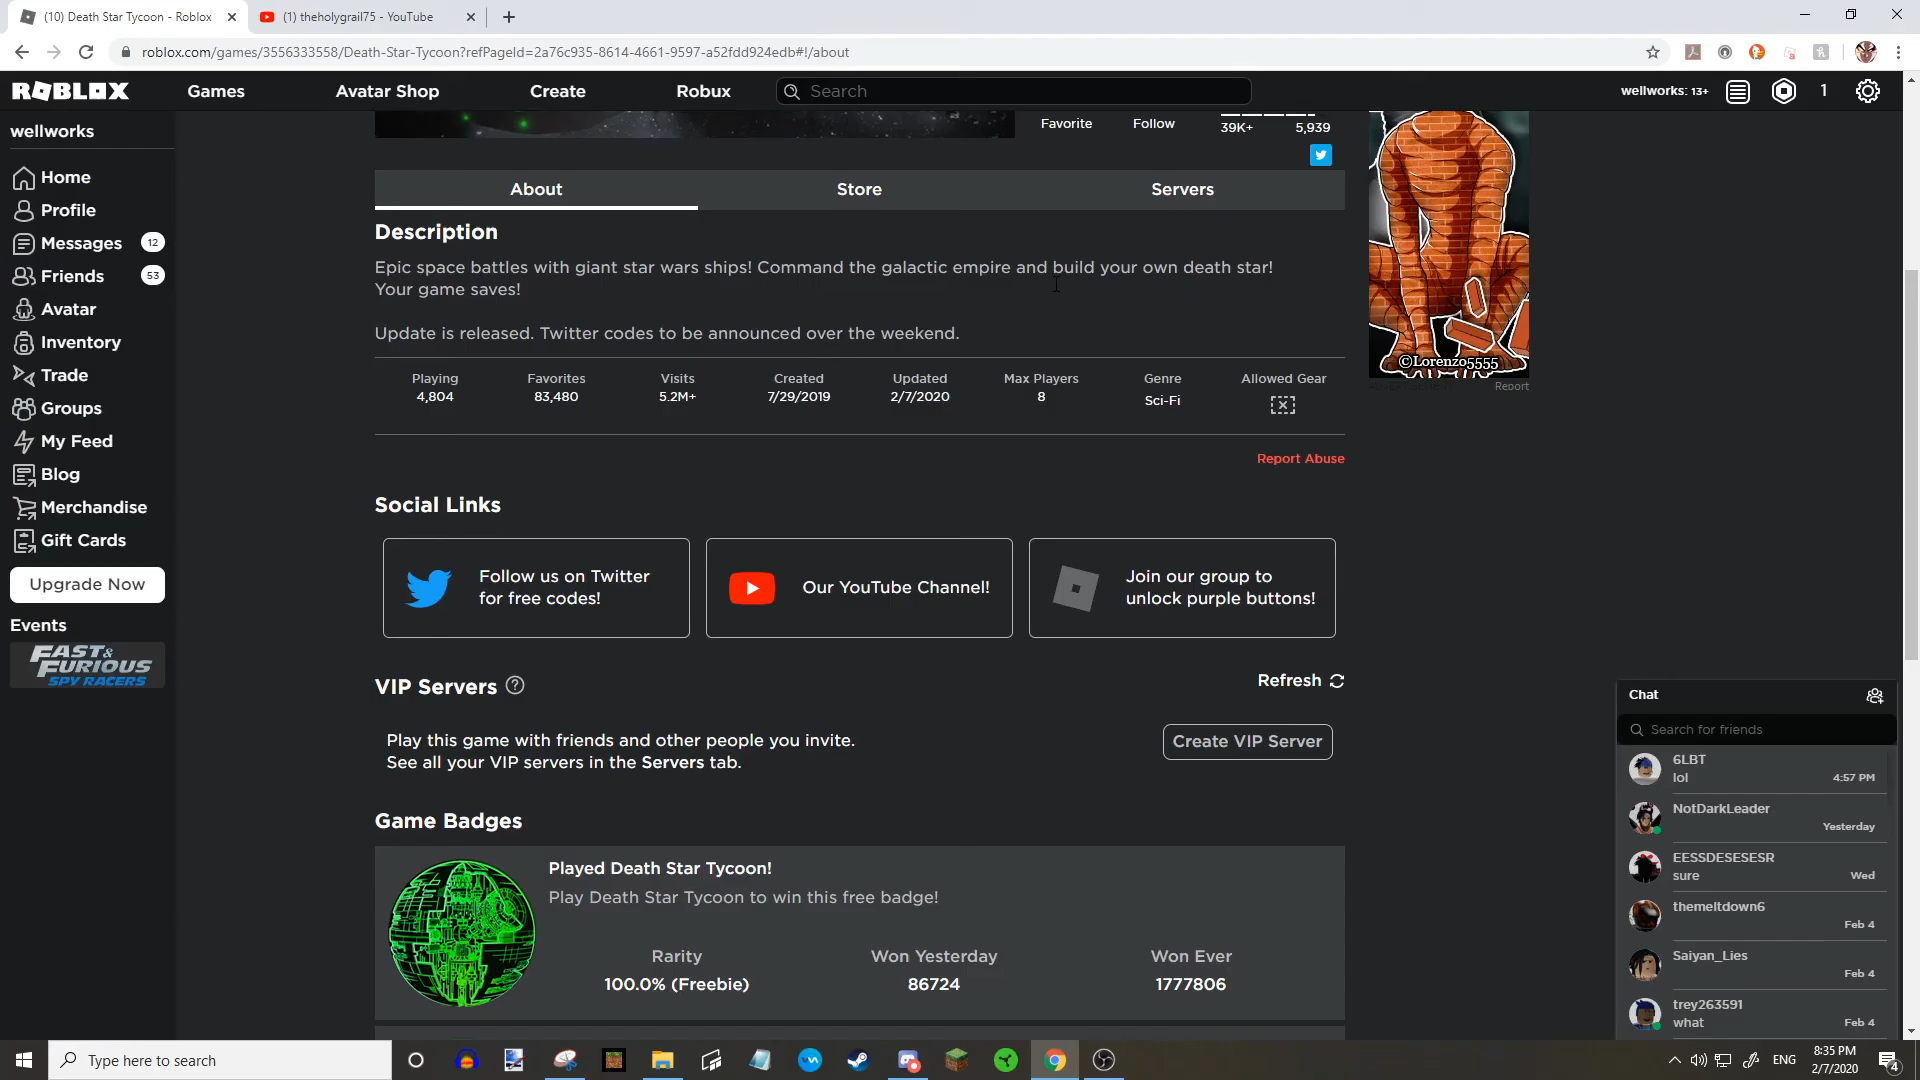 (10) Death Star Tycoon - Roblox
(1) theholygrail75 - YouTube
roblox.com/games/3556333558/Death-Star-Tycoon?refPageId=2a76c935-8614-4661-9597-a52fdd924edb#!/about
ROBLOX
Games
Avatar Shop
Create
Robux
Search
wellworks: 13+
1
wellworks
Home
Profile
Messages 12
Friends 53
Avatar
Inventory
Trade
Groups
My Feed
Blog
Merchandise
Gift Cards
Upgrade Now
Events
FAST & FURIOUS
SPY RACERS
Favorite
Follow
39K+
5,939
About
Store
Servers
Description
Epic space battles with giant star wars ships! Command the galactic empire and build your own death star!
Your game saves!
Update is released. Twitter codes to be announced over the weekend.
Playing
Favorites
Visits
Created
Updated
Max Players
Genre
Allowed Gear
4,804
83,480
5.2M+
7/29/2019
2/7/2020
8
Sci-Fi
Report Abuse
Social Links
Follow us on Twitter
for free codes!
Our YouTube Channel!
Join our group to
unlock purple buttons!
VIP Servers
Refresh
Play this game with friends and other people you invite.
See all your VIP servers in the Servers tab.
Create VIP Server
Game Badges
Played Death Star Tycoon!
Play Death Star Tycoon to win this free badge!
Rarity
Won Yesterday
Won Ever
100.0% (Freebie)
86724
1777806
©Lorenzo5555
Report
Chat
Search for friends
6LBT
lol
4:57 PM
NotDarkLeader
Yesterday
EESSDESESESR
sure
Wed
themeltdown6
Feb 4
Saiyan_Lies
Feb 4
trey263591
what
Feb 4
Type here to search
ENG
8:35 PM
2/7/2020
4